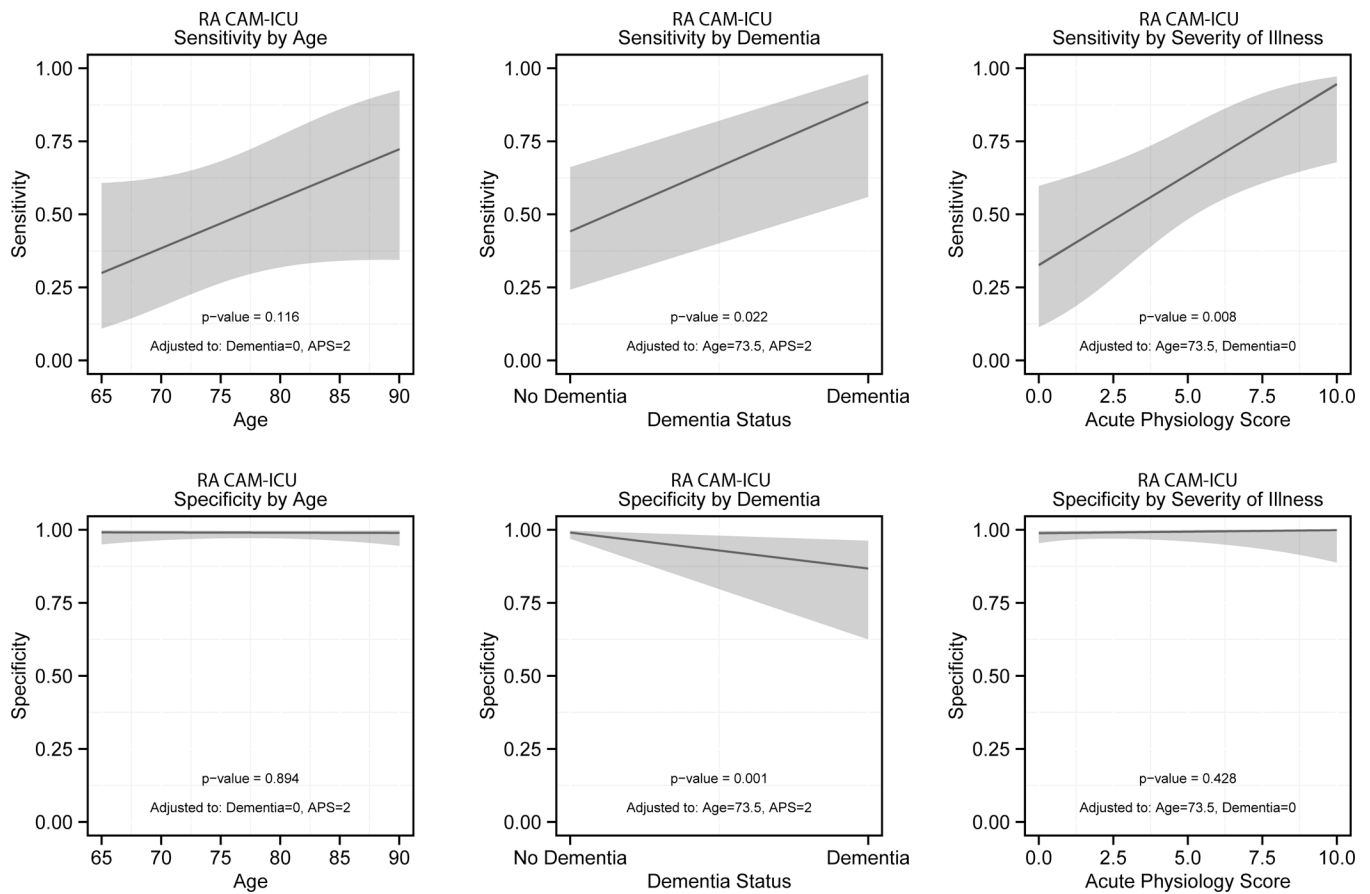 RA CAM-ICU
Sensitivity by Age
1.00
0.75
0.50
0.25
0.00
Sensitivity
p−value = 0.116
Adjusted to: Dementia=0, APS=2
65 70 75 80 85 90
Age
RA CAM-ICU
Sensitivity by Dementia
1.00
0.75
0.50
0.25
0.00
Sensitivity
p−value = 0.022
Adjusted to: Age=73.5, APS=2
No Dementia Dementia
Dementia Status
RA CAM-ICU
Sensitivity by Severity of Illness
1.00
0.75
0.50
0.25
0.00
Sensitivity
p−value = 0.008
Adjusted to: Age=73.5, Dementia=0
0.0 2.5 5.0 7.5 10.0
Acute Physiology Score
RA CAM-ICU
Specificity by Age
1.00
0.75
0.50
0.25
0.00
Specificity
p−value = 0.894
Adjusted to: Dementia=0, APS=2
65 70 75 80 85 90
Age
RA CAM-ICU
Specificity by Dementia
1.00
0.75
0.50
0.25
0.00
Specificity
p−value = 0.001
Adjusted to: Age=73.5, APS=2
No Dementia Dementia
Dementia Status
RA CAM-ICU
Specificity by Severity of Illness
1.00
0.75
0.50
0.25
0.00
Specificity
p−value = 0.428
Adjusted to: Age=73.5, Dementia=0
0.0 2.5 5.0 7.5 10.0
Acute Physiology Score